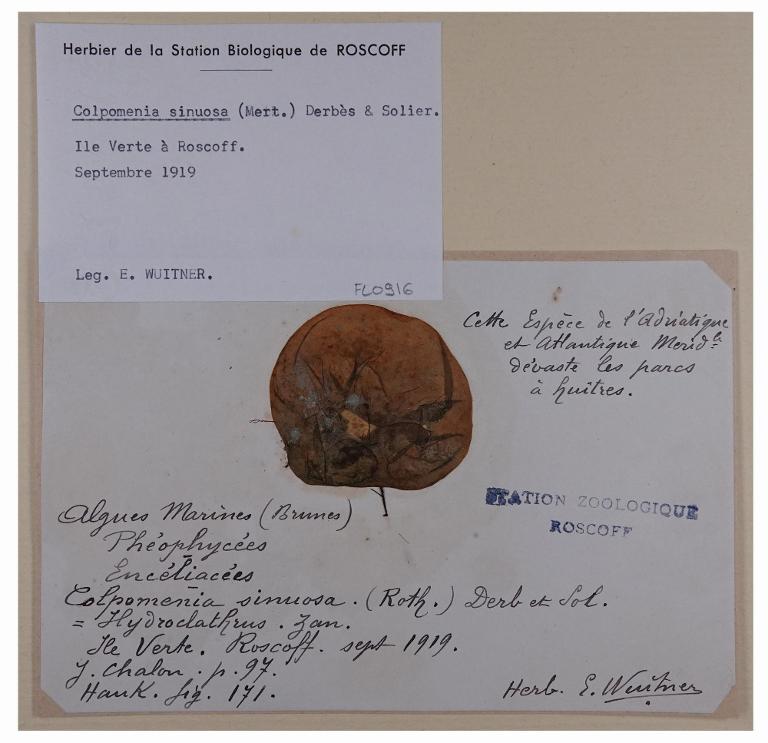 Herbier de la Station Biologique de ROSCOFF
Colpomenia sinuosa (Mert.) Derbès & Solier.
Ile Verte à Roscoff.
Septembre 1919
Leg. E. WUITNER.
FLO916
Cette Espèce de l'Adriatique
et Atlantique Merid.le
dévaste les parcs
à huitres.
STATION ZOOLOGIQUE
ROSCOFF
Algues Marines (Brunes)
Phéophycées
Encéliacées
Colpomenia sinuosa. (Roth.) Derb et Sol.
= Hydroclathrus. Zan.
Ile Verte. Roscoff. sept 1919.
J. Chalon. p. 97.
Hauk. fig. 171.
Herb. E. Wuitner